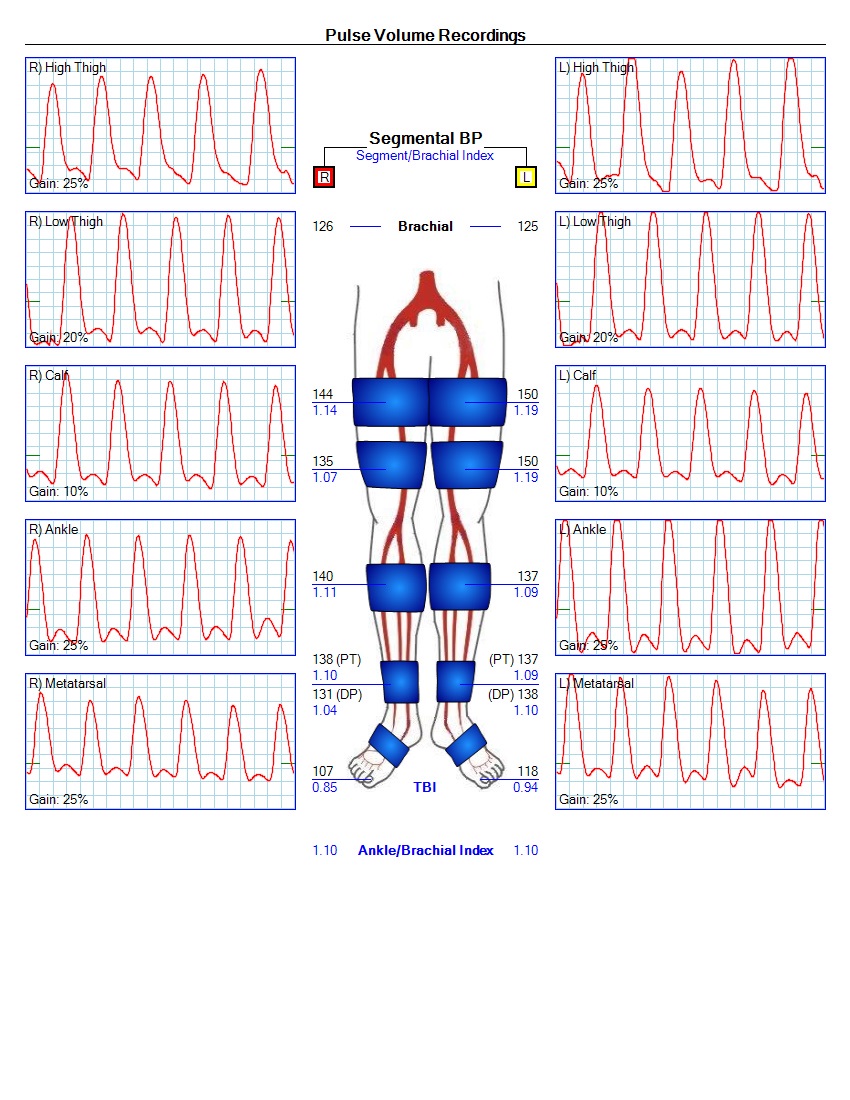 Pulse Volume Recordings
R) High Thigh
Gain: 25%
R) Low Thigh
Gain: 20%
R) Calf
Gain: 10%
R) Ankle
Gain: 25%
R) Metatarsal
Gain: 25%
Segmental BP
Segment/Brachial Index
R L
126 Brachial 125
144 150
1.14 1.19
135 150
1.07 1.19
140 137
1.11 1.09
138 (PT) (PT) 137
1.10 1.09
131 (DP) (DP) 138
1.04 1.10
107 118
0.85 TBI 0.94
1.10 Ankle/Brachial Index 1.10
L) High Thigh
Gain: 25%
L) Low Thigh
Gain: 20%
L) Calf
Gain: 10%
L) Ankle
Gain: 25%
L) Metatarsal
Gain: 25%